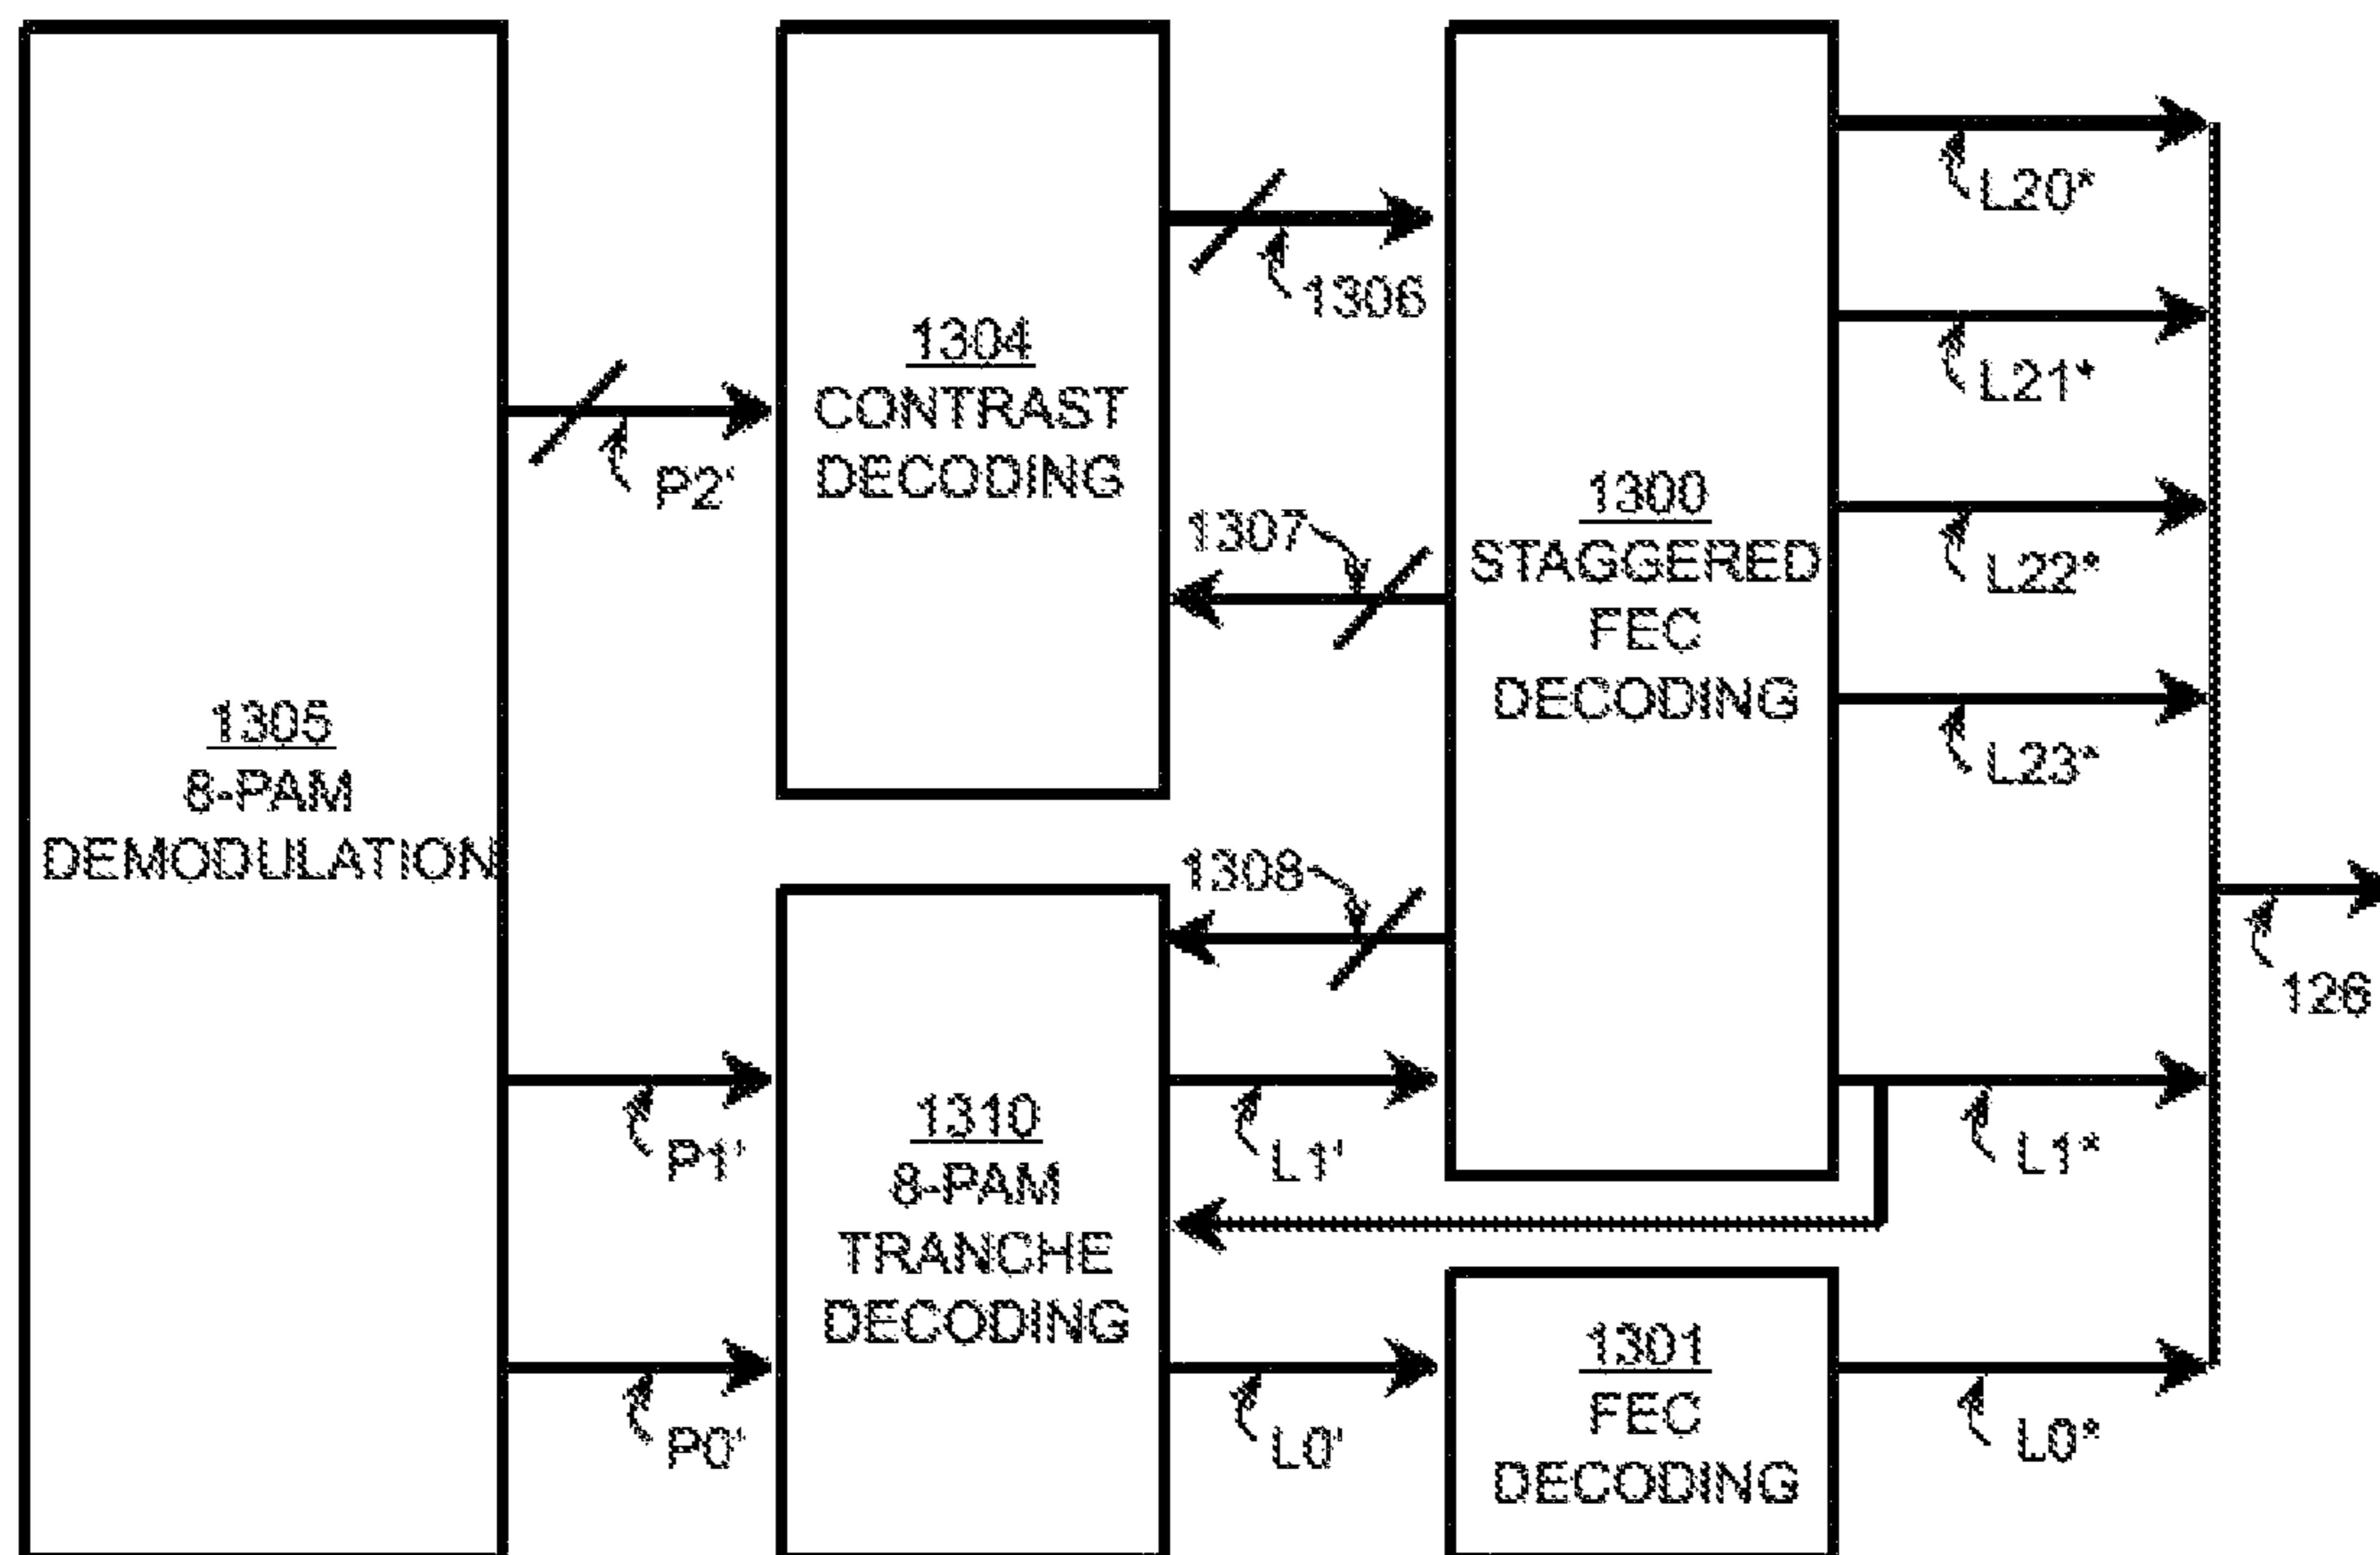 1305
8-PAM
DEMODULATION
P2'
P1'
P0'
1304
CONTRAST
DECODING
1310
8-PAM
TRANCHE
DECODING
1306
1307
1308
L1'
L0'
1300
STAGGERED
FEC
DECODING
1301
FEC
DECODING
L20*
L21*
L22*
L23*
L1*
L0*
126